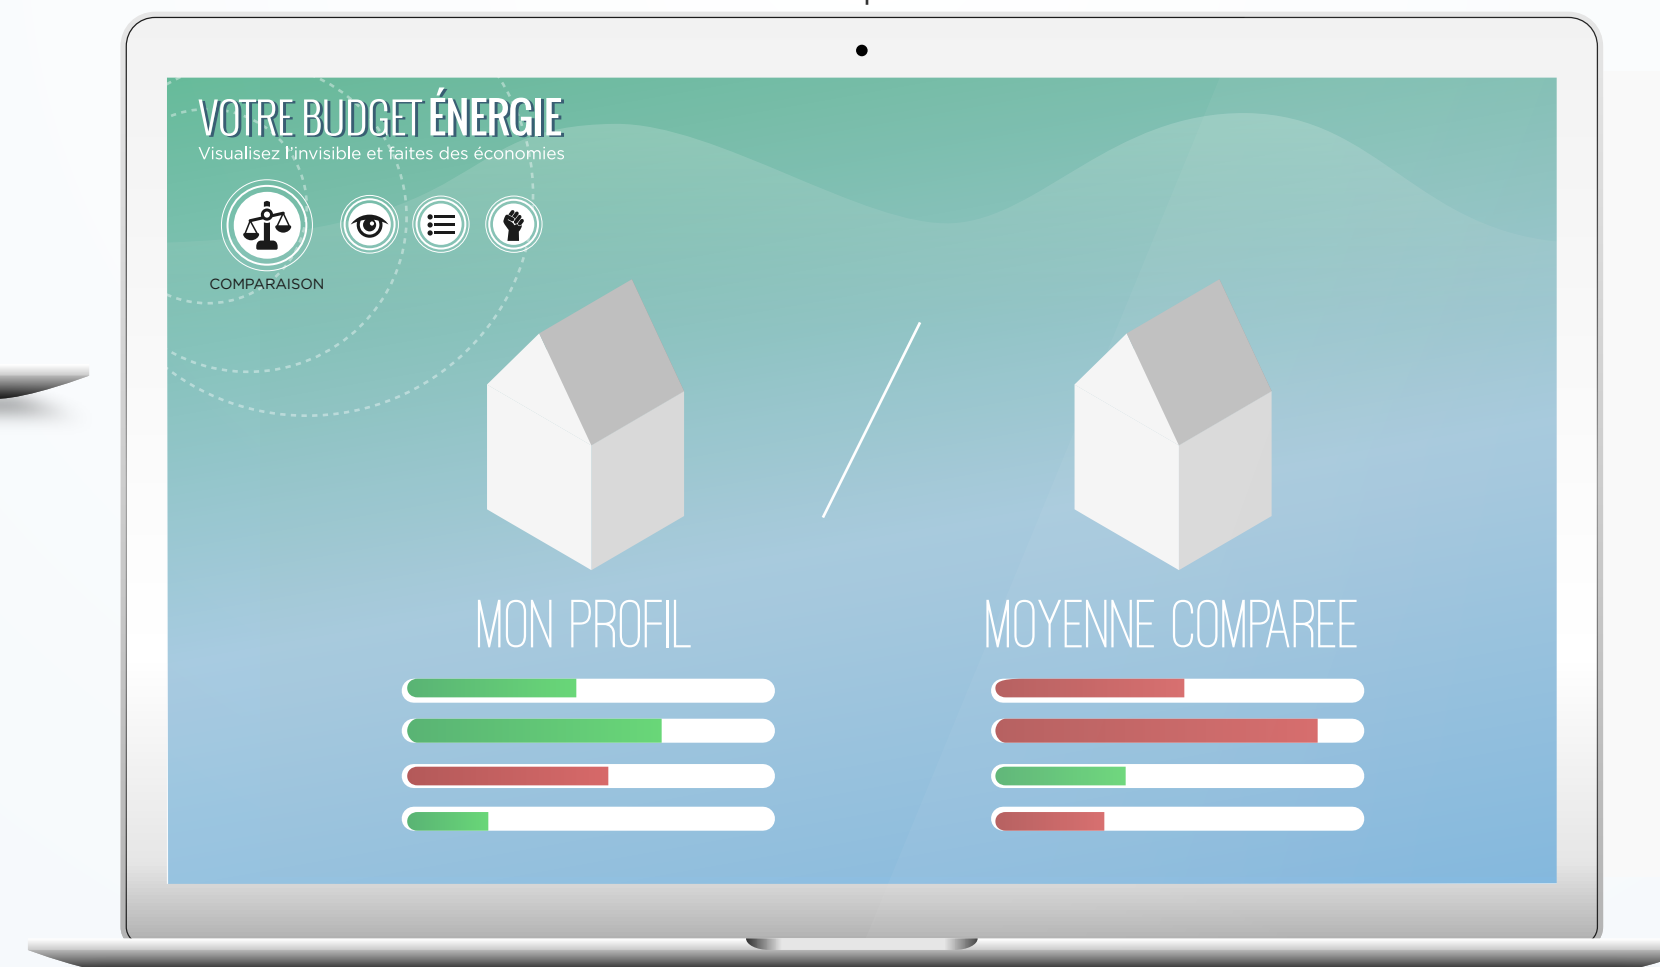 VOTRE BUDGET ÉNERGIE
Visualisez l'invisible et faites des économies
COMPARAISON
MON PROFIL
MOYENNE COMPAREE